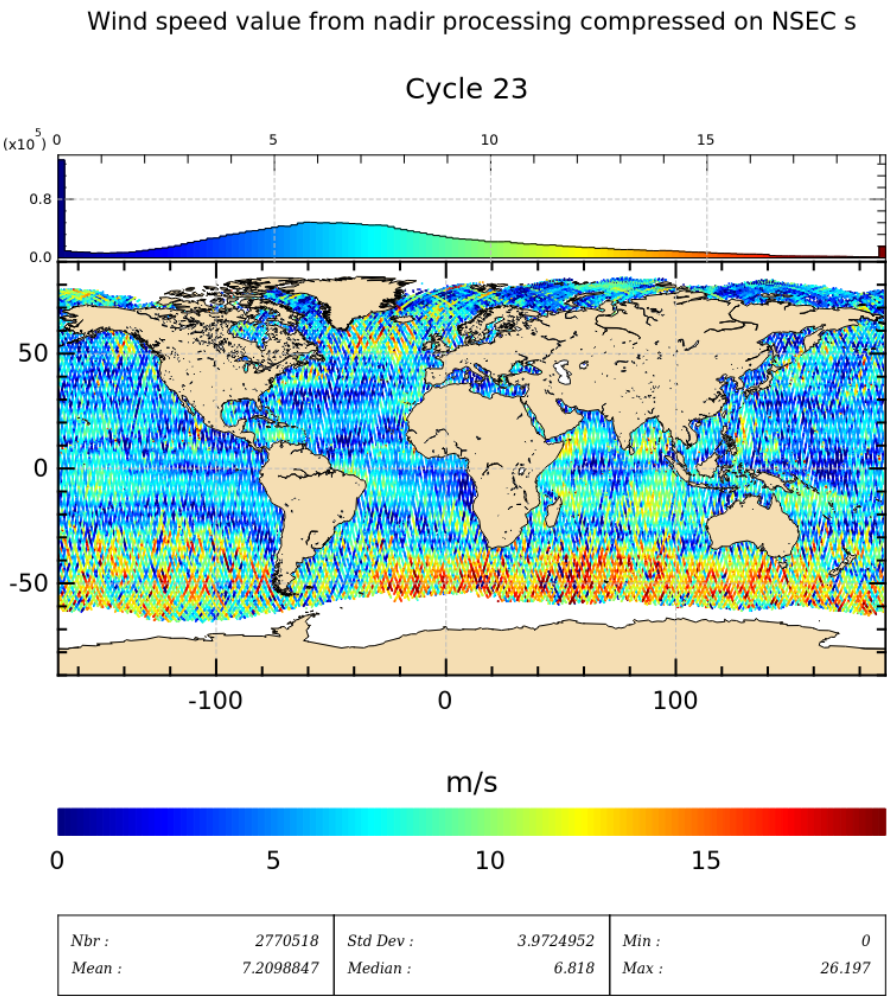 Wind speed value from nadir processing compressed on NSEC s
Cycle 23
(x10^5) 0 5 10 15
0.8
0.0
50
0
-50
-100 0 100
m/s
0 5 10 15
Nbr : 2770518 Std Dev : 3.9724952 Min : 0
Mean : 7.2098847 Median : 6.818 Max : 26.197